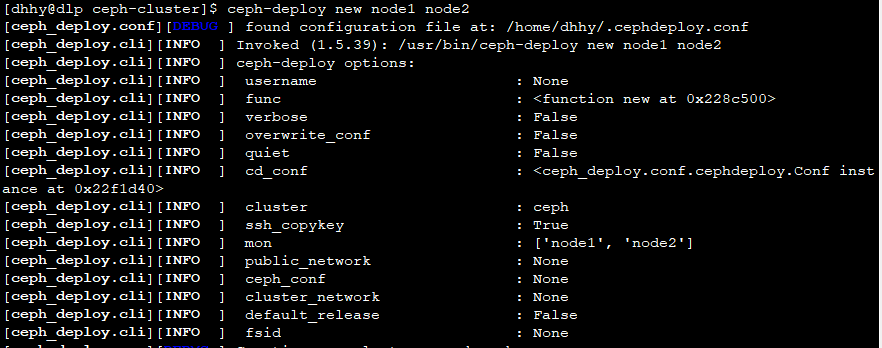 [dhhy@dlp ceph-cluster]$ ceph-deploy new node1 node2
[ceph_deploy.conf][DEBUG ] found configuration file at: /home/dhhy/.cephdeploy.conf
[ceph_deploy.cli][INFO  ] Invoked (1.5.39): /usr/bin/ceph-deploy new node1 node2
[ceph_deploy.cli][INFO  ] ceph-deploy options:
[ceph_deploy.cli][INFO  ]  username                      : None
[ceph_deploy.cli][INFO  ]  func                          : <function new at 0x228c500>
[ceph_deploy.cli][INFO  ]  verbose                       : False
[ceph_deploy.cli][INFO  ]  overwrite_conf                : False
[ceph_deploy.cli][INFO  ]  quiet                         : False
[ceph_deploy.cli][INFO  ]  cd_conf                       : <ceph_deploy.conf.cephdeploy.Conf inst
ance at 0x22f1d40>
[ceph_deploy.cli][INFO  ]  cluster                       : ceph
[ceph_deploy.cli][INFO  ]  ssh_copykey                   : True
[ceph_deploy.cli][INFO  ]  mon                           : ['node1', 'node2']
[ceph_deploy.cli][INFO  ]  public_network                : None
[ceph_deploy.cli][INFO  ]  ceph_conf                     : None
[ceph_deploy.cli][INFO  ]  cluster_network               : None
[ceph_deploy.cli][INFO  ]  default_release               : False
[ceph_deploy.cli][INFO  ]  fsid                          : None